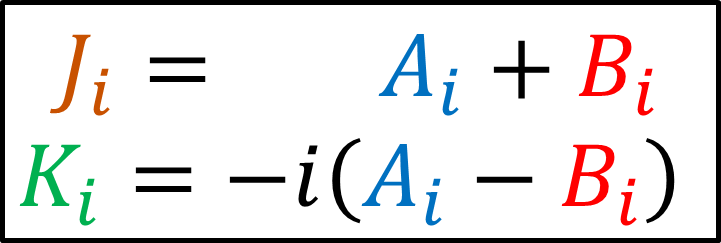 J_i = A_i + B_i
K_i = −i(A_i − B_i)